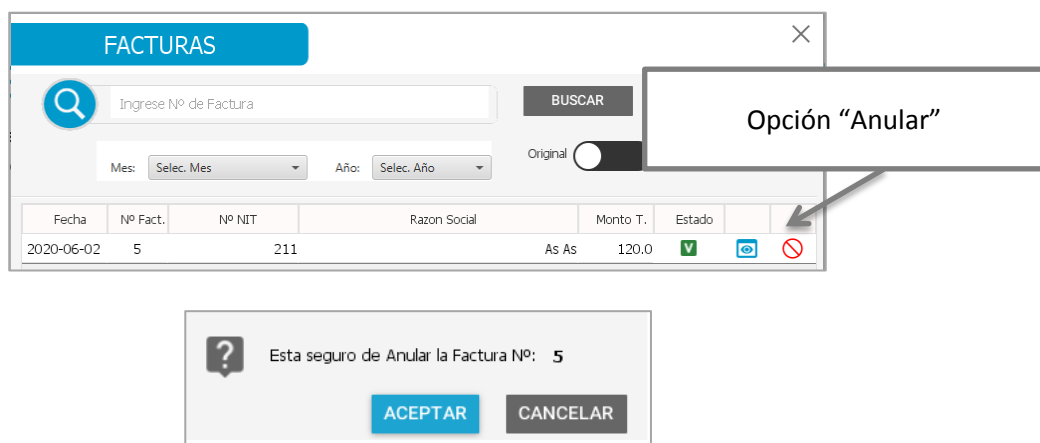 FACTURAS
Ingrese Nº de Factura
BUSCAR
Opción “Anular”
Mes: Selec. Mes Año: Selec. Año Original
Fecha Nº Fact. Nº NIT Razon Social Monto T. Estado
2020-06-02 5 211 As As 120.0 V
Esta seguro de Anular la Factura Nº: 5
ACEPTAR CANCELAR